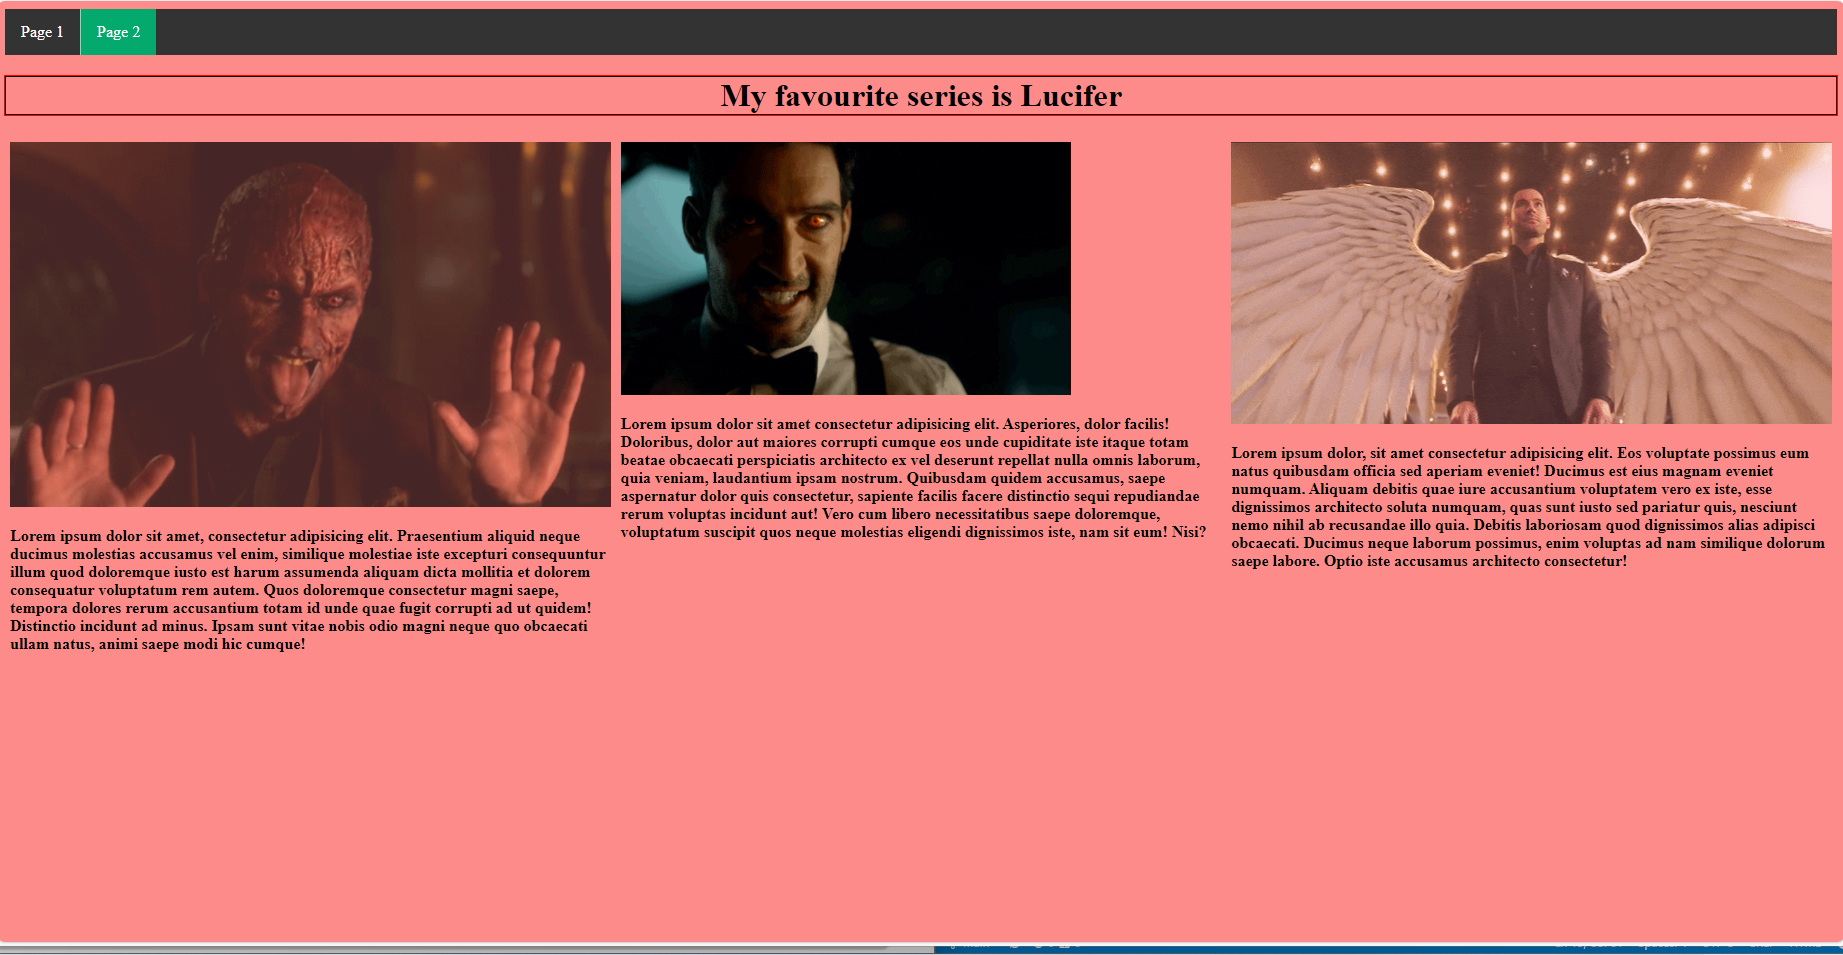 Page 1
Page 2
My favourite series is Lucifer
Lorem ipsum dolor sit amet, consectetur adipisicing elit. Praesentium aliquid neque
ducimus molestias accusamus vel enim, similique molestiae iste excepturi consequuntur
illum quod doloremque iusto est harum assumenda aliquam dicta mollitia et dolorem
consequatur voluptatum rem autem. Quos doloremque consectetur magni saepe,
tempora dolores rerum accusantium totam id unde quae fugit corrupti ad ut quidem!
Distinctio incidunt ad minus. Ipsam sunt vitae nobis odio magni neque quo obcaecati
ullam natus, animi saepe modi hic cumque!
Lorem ipsum dolor sit amet consectetur adipisicing elit. Asperiores, dolor facilis!
Doloribus, dolor aut maiores corrupti cumque eos unde cupiditate iste itaque totam
beatae obcaecati perspiciatis architecto ex vel deserunt repellat nulla omnis laborum,
quia veniam, laudantium ipsam nostrum. Quibusdam quidem accusamus, saepe
aspernatur dolor quis consectetur, sapiente facilis facere distinctio sequi repudiandae
rerum voluptas incidunt aut! Vero cum libero necessitatibus saepe doloremque,
voluptatum suscipit quos neque molestias eligendi dignissimos iste, nam sit eum! Nisi?
Lorem ipsum dolor, sit amet consectetur adipisicing elit. Eos voluptate possimus eum
natus quibusdam officia sed aperiam eveniet! Ducimus est eius magnam eveniet
numquam. Aliquam debitis quae iure accusantium voluptatem vero ex iste, esse
dignissimos architecto soluta numquam, quas sunt iusto sed pariatur quis, nesciunt
nemo nihil ab recusandae illo quia. Debitis laboriosam quod dignissimos alias adipisci
obcaecati. Ducimus neque laborum possimus, enim voluptas ad nam similique dolorum
saepe labore. Optio iste accusamus architecto consectetur!